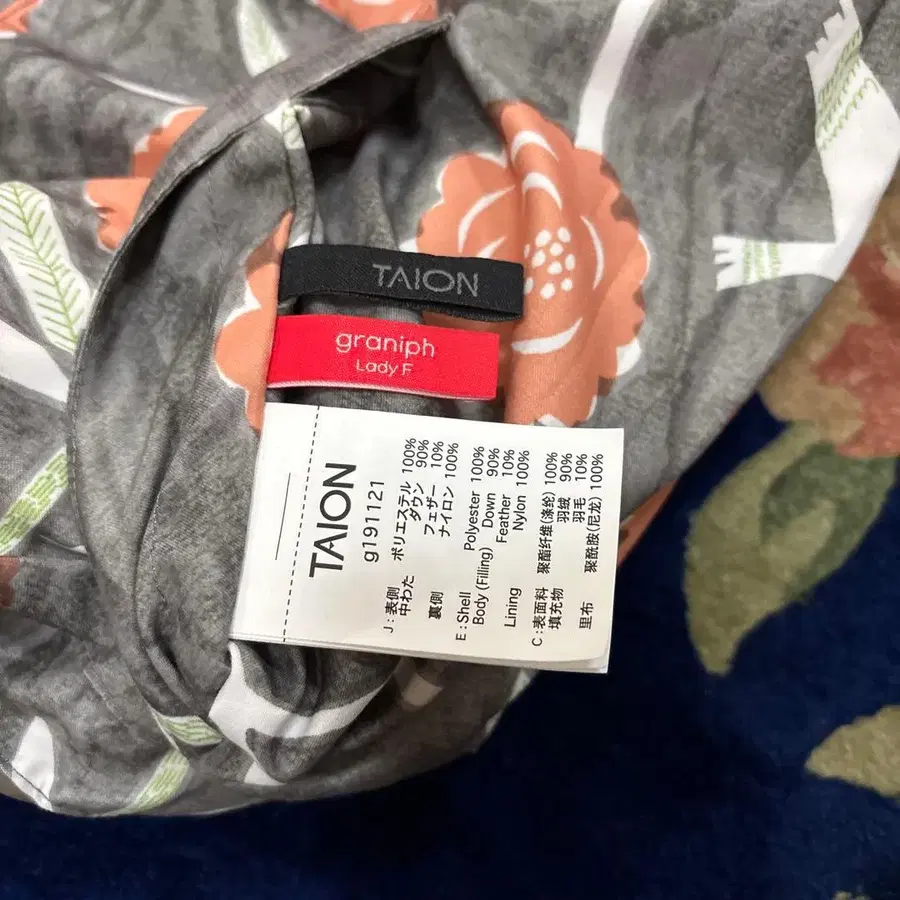 TAION
graniph
Lady F
TAION
g191121
J : 表側 ポリエステル 100%
中わた ダウン 90%
フェザー 10%
裏側 ナイロン 100%
E : Shell Polyester 100%
Body (Filling) Down 90%
Feather 10%
Lining Nylon 100%
C : 表面料 聚酯纤维(涤纶) 100%
填充物 羽绒 90%
羽毛 10%
里布 聚酰胺(尼龙) 100%